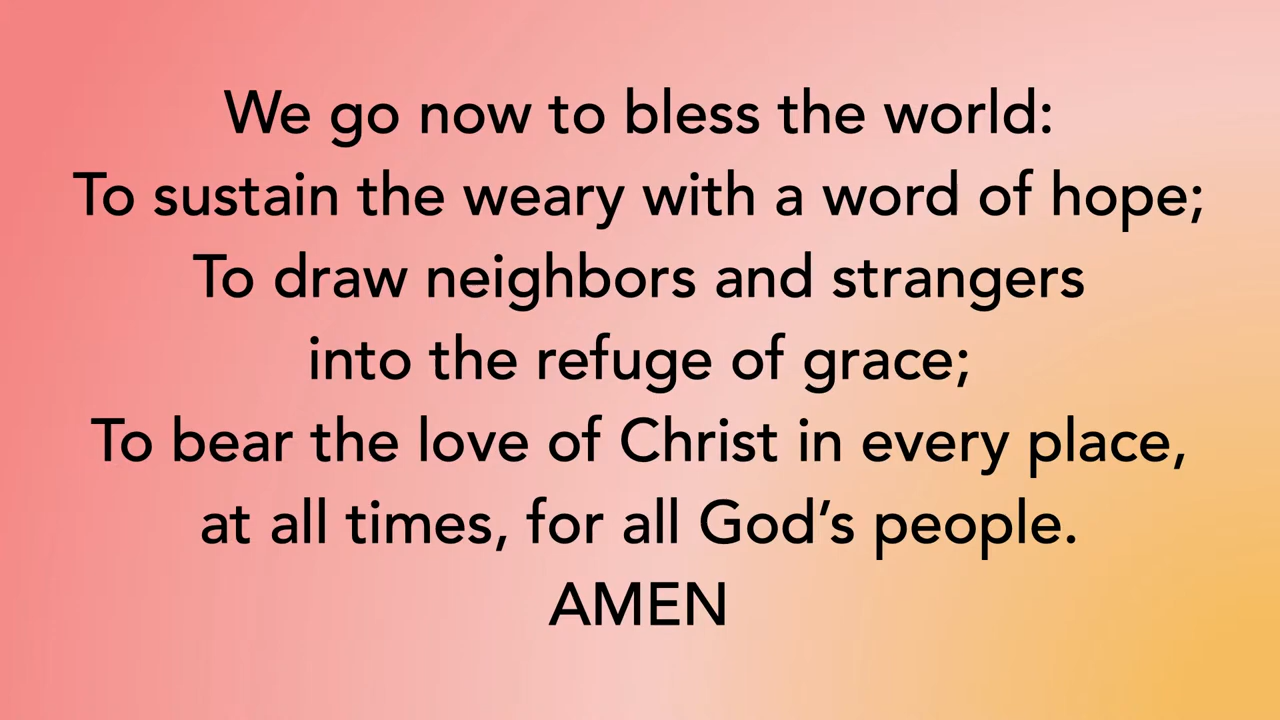 We go now to bless the world:
To sustain the weary with a word of hope;
To draw neighbors and strangers
into the refuge of grace;
To bear the love of Christ in every place,
at all times, for all God’s people.
AMEN